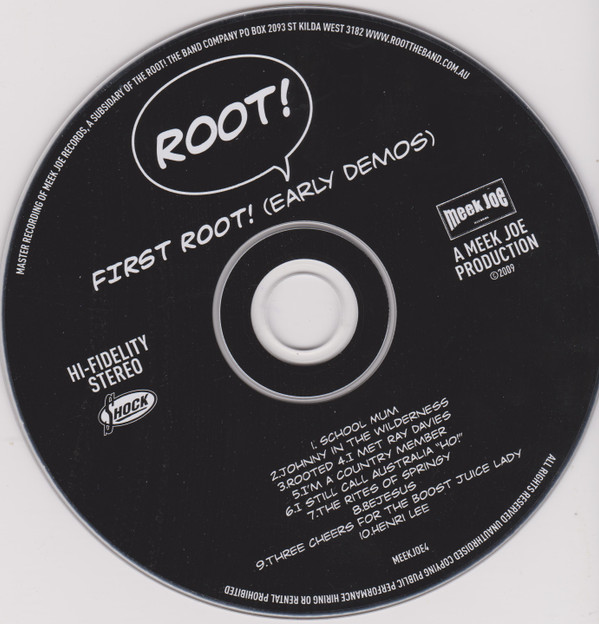 MASTER RECORDING OF MEEK JOE RECORDS, A SUBSIDARY OF THE ROOT! THE BAND COMPANY PO BOX 2093 ST KILDA WEST 3182 WWW.ROOTTHEBAND.COM.AU
ROOT!
FIRST ROOT! (EARLY DEMOS)
meek joe
A MEEK JOE
PRODUCTION
©2009
HI-FIDELITY
STEREO
SHOCK
1. SCHOOL MUM
2.JOHNNY IN THE WILDERNESS
3.ROOTED 4.I MET RAY DAVIES
5.I'M A COUNTRY MEMBER
6.I STILL CALL AUSTRALIA "HO!"
7.THE RITES OF SPRINGY
8.BEJESUS
9.THREE CHEERS FOR THE BOOST JUICE LADY
10.HENRI LEE
MEEKJOE4
ALL RIGHTS RESERVED UNAUTHROISED COPYING PUBLIC PERFORMANCE HIRING OR RENTAL PROHIBITED